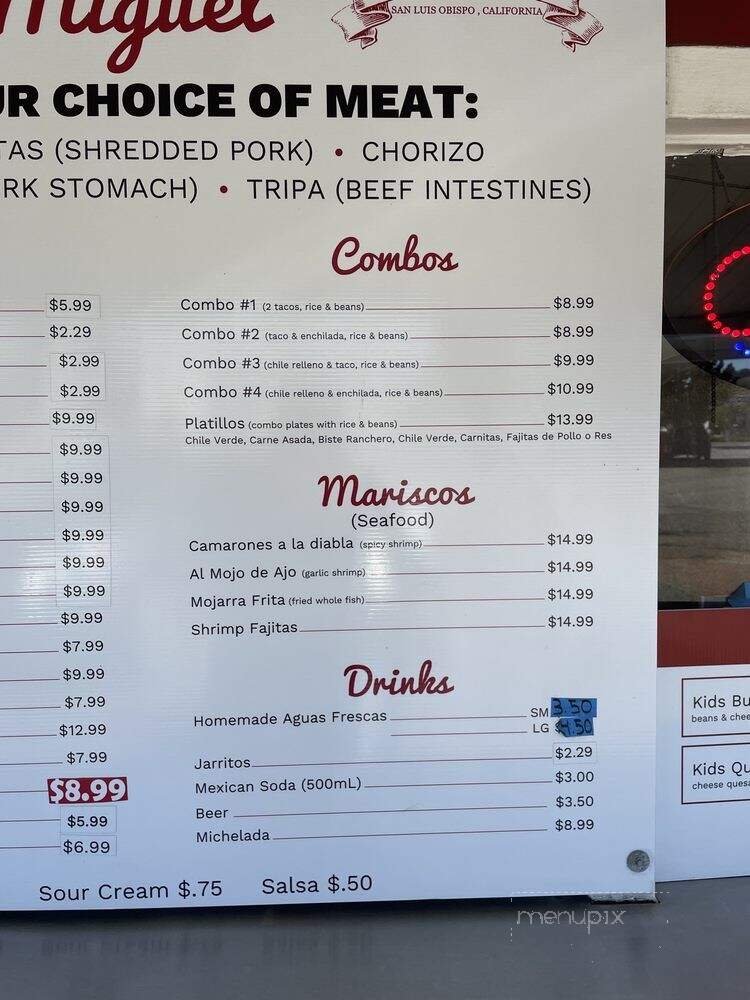 Miguel
SAN LUIS OBISPO , CALIFORNIA
UR CHOICE OF MEAT:
TAS (SHREDDED PORK) • CHORIZO
RK STOMACH) • TRIPA (BEEF INTESTINES)
$5.99
$2.29
$2.99
$2.99
$9.99
$9.99
$9.99
$9.99
$9.99
$9.99
$9.99
$9.99
$7.99
$9.99
$7.99
$12.99
$7.99
$8.99
$5.99
$6.99
Combos
Combo #1 (2 tacos, rice & beans) $8.99
Combo #2 (taco & enchilada, rice & beans) $8.99
Combo #3 (chile relleno & taco, rice & beans) $9.99
Combo #4 (chile relleno & enchilada, rice & beans) $10.99
Platillos (combo plates with rice & beans) $13.99
Chile Verde, Carne Asada, Biste Ranchero, Chile Verde, Carnitas, Fajitas de Pollo o Res
Mariscos
(Seafood)
Camarones a la diabla (spicy shrimp) $14.99
Al Mojo de Ajo (garlic shrimp) $14.99
Mojarra Frita (fried whole fish) $14.99
Shrimp Fajitas $14.99
Drinks
Homemade Aguas Frescas SM 3.50
LG $4.50
Jarritos $2.29
Mexican Soda (500mL) $3.00
Beer $3.50
Michelada $8.99
Sour Cream $.75 Salsa $.50
Kids Bu
beans & chee
Kids Qu
cheese quesa
menupix